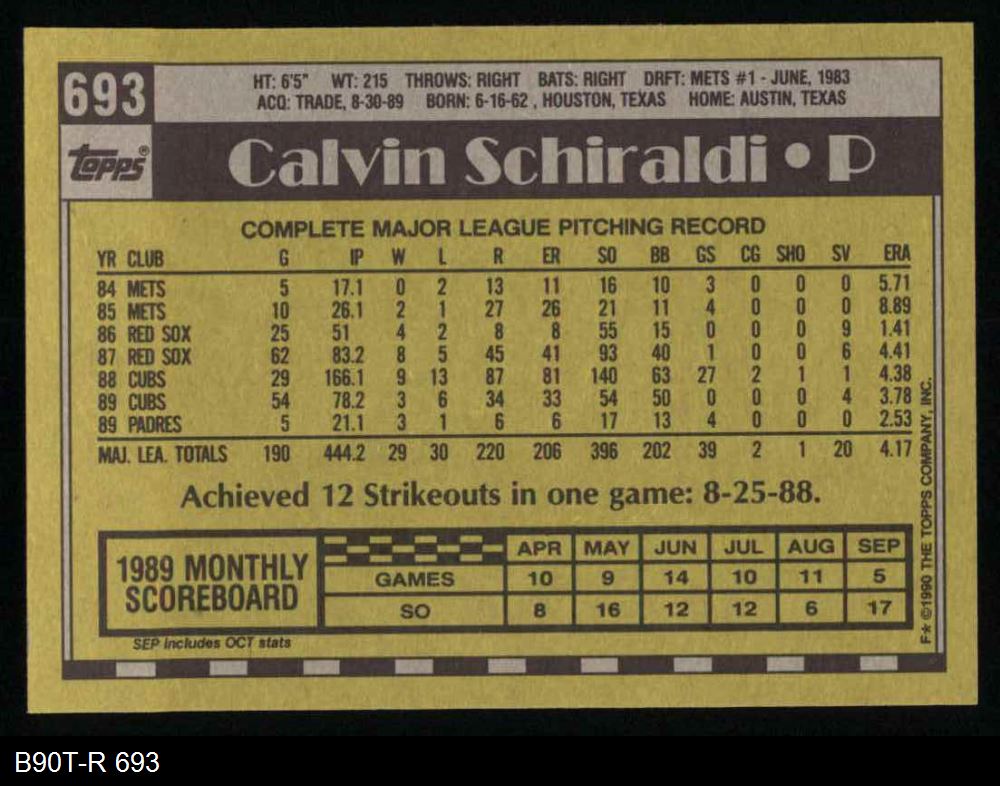 693
HT: 6'5" WT: 215 THROWS: RIGHT BATS: RIGHT DRFT: METS #1 - JUNE, 1983
ACQ: TRADE, 8-30-89 BORN: 6-16-62 , HOUSTON, TEXAS HOME: AUSTIN, TEXAS
topps®
Calvin Schiraldi • P
COMPLETE MAJOR LEAGUE PITCHING RECORD
YR CLUB G IP W L R ER SO BB GS CG SHO SV ERA
84 METS 5 17.1 0 2 13 11 16 10 3 0 0 0 5.71
85 METS 10 26.1 2 1 27 26 21 11 4 0 0 0 8.89
86 RED SOX 25 51 4 2 8 8 55 15 0 0 0 9 1.41
87 RED SOX 62 83.2 8 5 45 41 93 40 1 0 0 6 4.41
88 CUBS 29 166.1 9 13 87 81 140 63 27 2 1 1 4.38
89 CUBS 54 78.2 3 6 34 33 54 50 0 0 0 4 3.78
89 PADRES 5 21.1 3 1 6 6 17 13 4 0 0 0 2.53
MAJ. LEA. TOTALS 190 444.2 29 30 220 206 396 202 39 2 1 20 4.17
Achieved 12 Strikeouts in one game: 8-25-88.
1989 MONTHLY
SCOREBOARD
APR MAY JUN JUL AUG SEP
GAMES 10 9 14 10 11 5
SO 8 16 12 12 6 17
SEP includes OCT stats
F* ©1990 THE TOPPS COMPANY, INC.
B90T-R 693